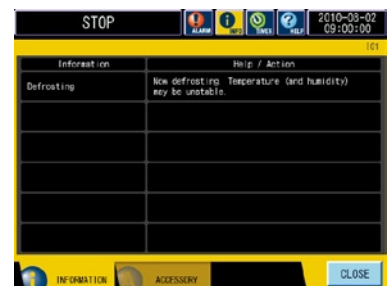 STOP
ALARM INFO TIMER HELP
2010-08-02
09:00:00
IC1
Information Help / Action
Defrosting Now defrosting. Temperature (and humidity)
may be unstable.
INFORMATION ACCESSORY CLOSE